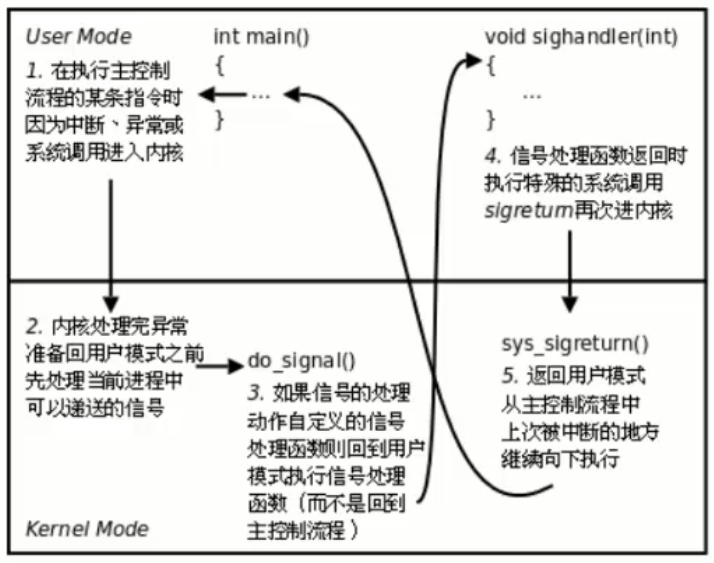 User Mode
1. 在执行主控制
流程的某条指令时
因为中断、异常或
系统调用进入内核
int main()
{
...
}
void sighandler(int)
{
...
}
4. 信号处理函数返回时
执行特殊的系统调用
sigreturn再次进内核
2. 内核处理完异常
准备回用户模式之前
先处理当前进程中
可以递送的信号
do_signal()
3. 如果信号的处理
动作自定义的信号
处理函数则回到用户
模式执行信号处理
函数（而不是回到
主控制流程）
sys_sigreturn()
5. 返回用户模式
从主控制流程中
上次被中断的地方
继续向下执行
Kernel Mode